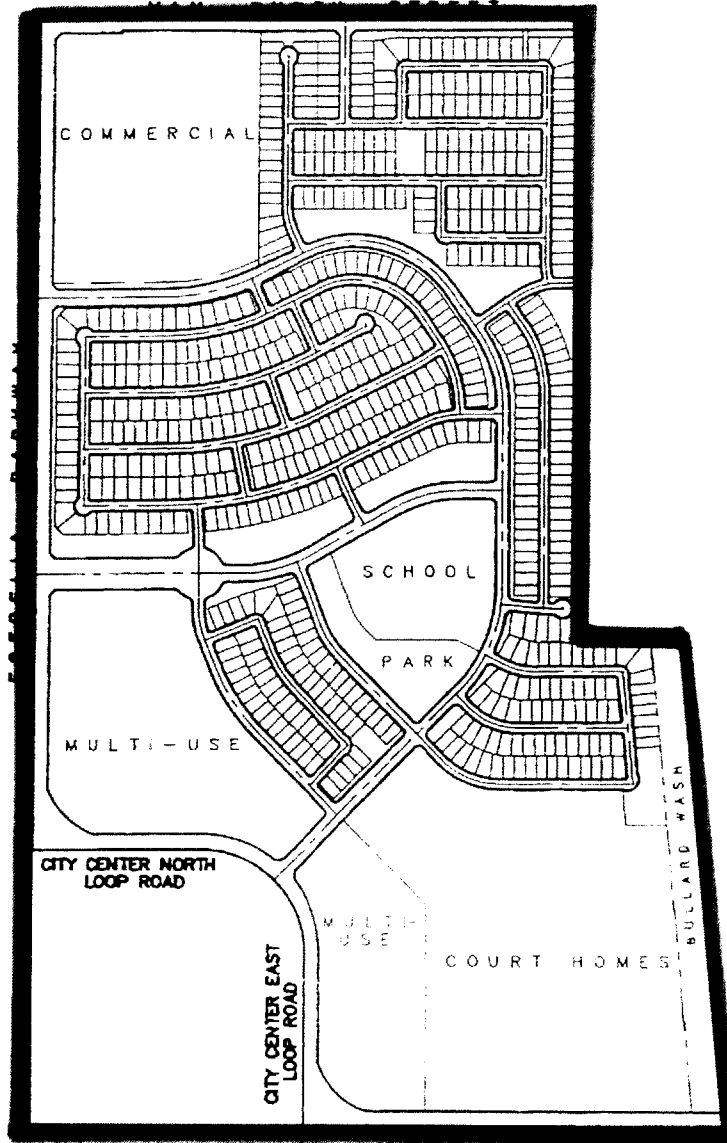 COMMERCIAL
SCHOOL
PARK
MULTI-USE
CITY CENTER NORTH
LOOP ROAD
MULTI-
USE
COURT HOMES
BULLARD WASH
CITY CENTER EAST
LOOP ROAD